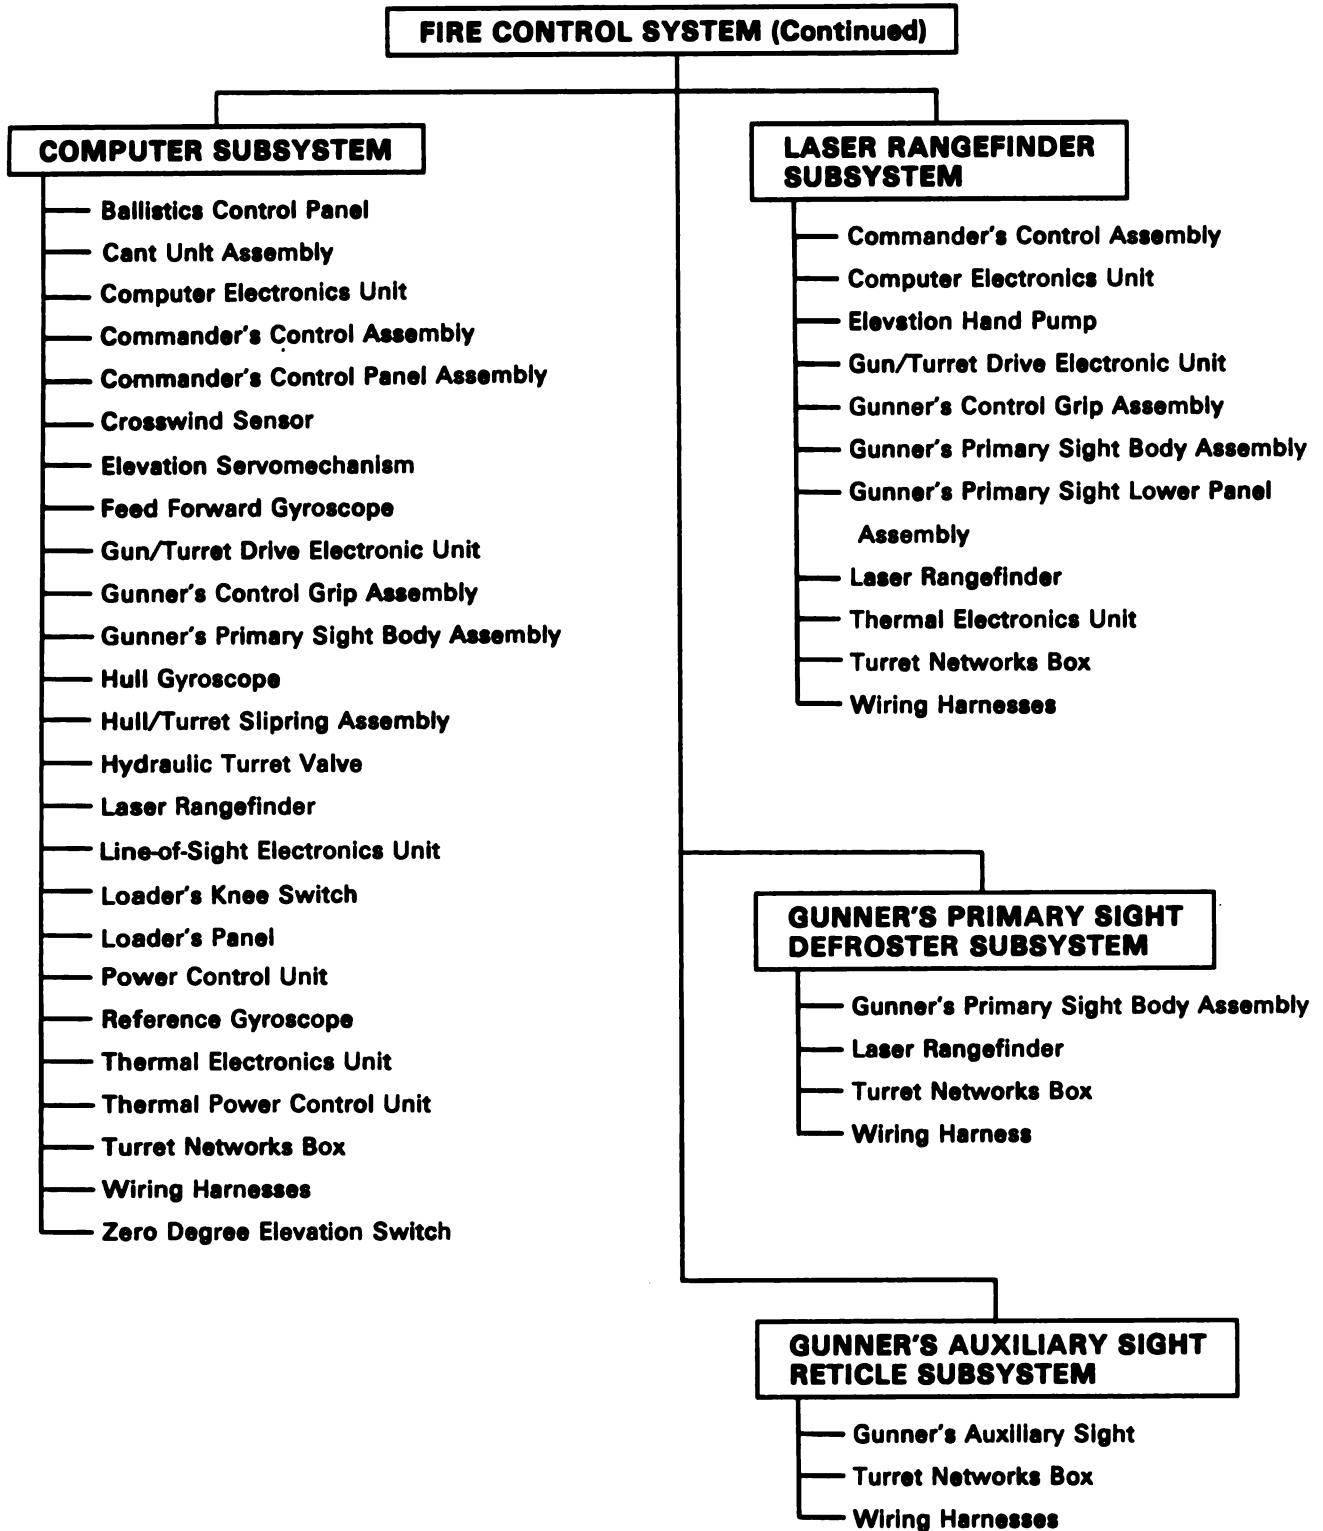 FIRE CONTROL SYSTEM (Continued)
COMPUTER SUBSYSTEM
Ballistics Control Panel
Cant Unit Assembly
Computer Electronics Unit
Commander's Control Assembly
Commander's Control Panel Assembly
Crosswind Sensor
Elevation Servomechanism
Feed Forward Gyroscope
Gun/Turret Drive Electronic Unit
Gunner's Control Grip Assembly
Gunner's Primary Sight Body Assembly
Hull Gyroscope
Hull/Turret Slipring Assembly
Hydraulic Turret Valve
Laser Rangefinder
Line-of-Sight Electronics Unit
Loader's Knee Switch
Loader's Panel
Power Control Unit
Reference Gyroscope
Thermal Electronics Unit
Thermal Power Control Unit
Turret Networks Box
Wiring Harnesses
Zero Degree Elevation Switch
LASER RANGEFINDER
SUBSYSTEM
Commander's Control Assembly
Computer Electronics Unit
Elevstion Hand Pump
Gun/Turret Drive Electronic Unit
Gunner's Control Grip Assembly
Gunner's Primary Sight Body Assembly
Gunner's Primary Sight Lower Panel
Assembly
Laser Rangefinder
Thermal Electronics Unit
Turret Networks Box
Wiring Harnesses
GUNNER'S PRIMARY SIGHT
DEFROSTER SUBSYSTEM
Gunner's Primary Sight Body Assembly
Laser Rangefinder
Turret Networks Box
Wiring Harness
GUNNER'S AUXILIARY SIGHT
RETICLE SUBSYSTEM
Gunner's Auxiliary Sight
Turret Networks Box
Wiring Harnesses